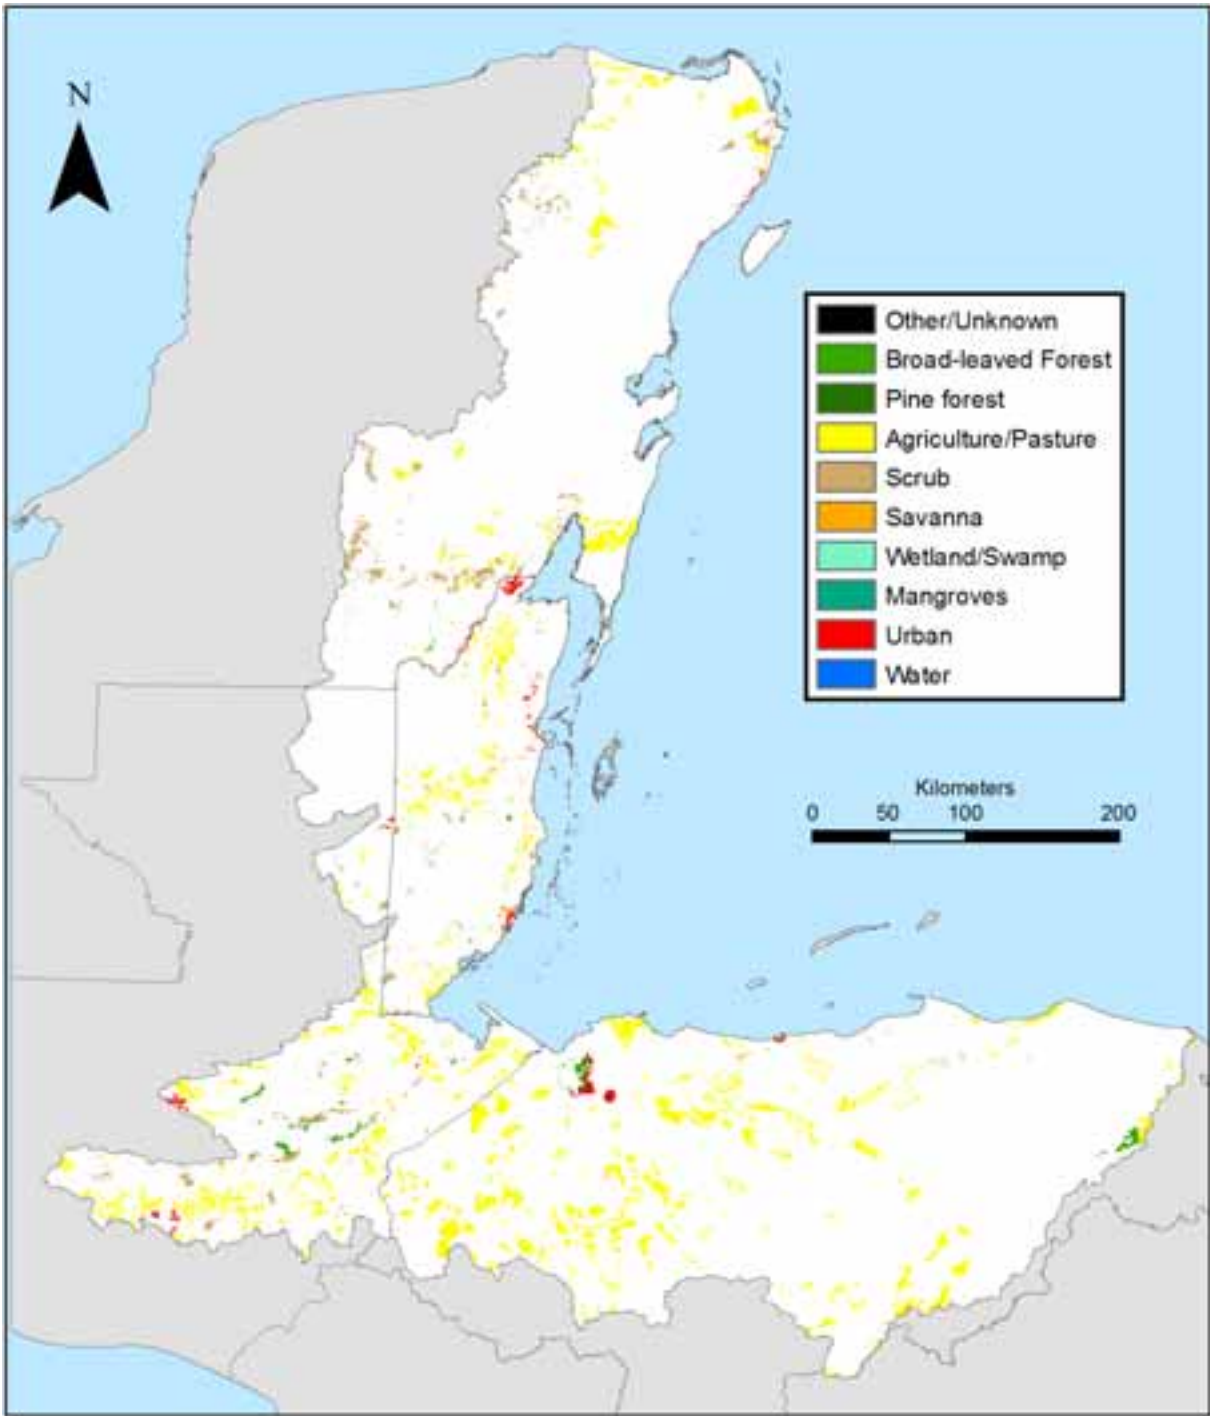 N
Other/Unknown
Broad-leaved Forest
Pine forest
Agriculture/Pasture
Scrub
Savanna
Wetland/Swamp
Mangroves
Urban
Water
Kilometers
0 50 100 200